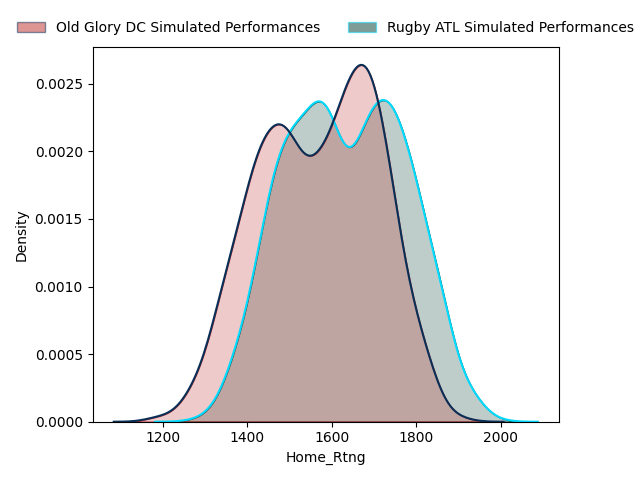 Old Glory DC Simulated Performances
Rugby ATL Simulated Performances
0.0025
0.0020
0.0015
0.0010
0.0005
0.0000
Density
1200
1400
1600
1800
2000
Home_Rtng